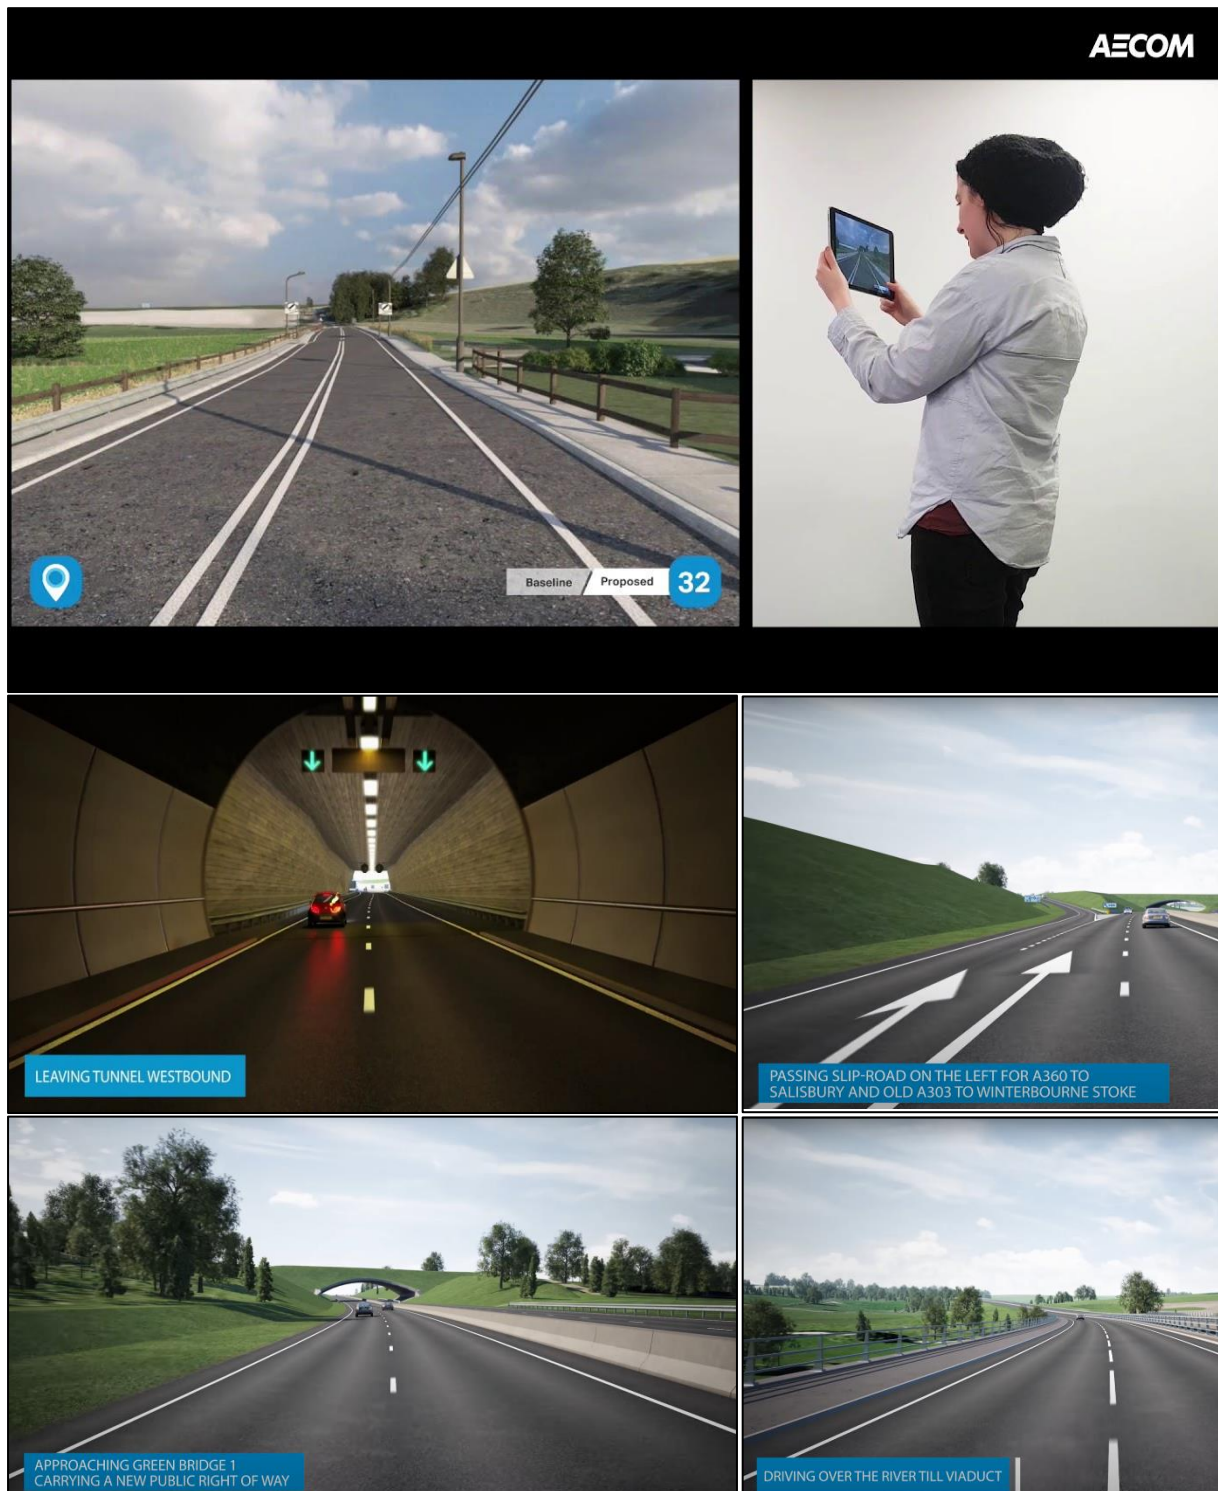 AECOM
Baseline
Proposed
32
LEAVING TUNNEL WESTBOUND
PASSING SLIP-ROAD ON THE LEFT FOR A360 TO
SALISBURY AND OLD A303 TO WINTERBOURNE STOKE
APPROACHING GREEN BRIDGE 1
CARRYING A NEW PUBLIC RIGHT OF WAY
DRIVING OVER THE RIVER TILL VIADUCT